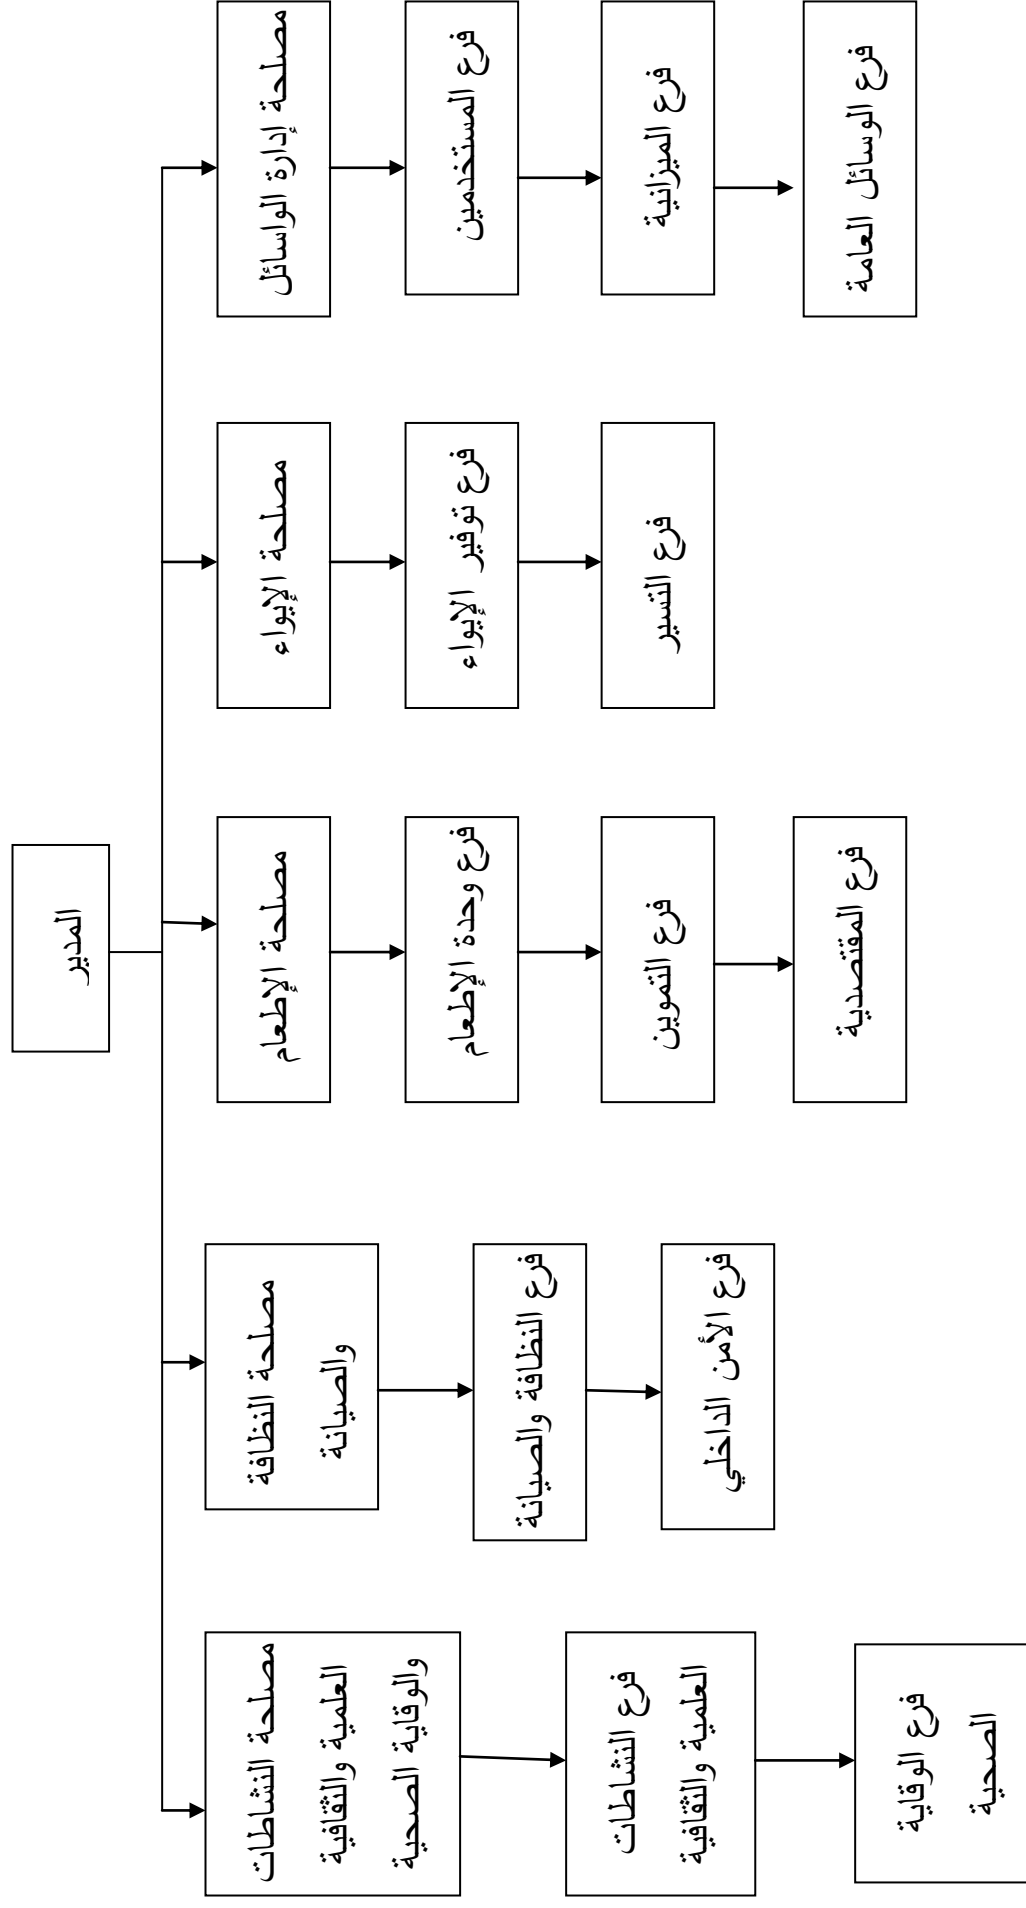 المدير
مصلحة إدارة الواسائل
فرع المستخدمين
فرع الميزانية
فرع الوسائل العامة
مصلحة الإيواء
فرع توفير الإيواء
فرع التسير
مصلحة الإطعام
فرع وحدة الإطعام
فرع التموين
فرع المقتصدية
مصلحة النظافة
والصيانة
فرع النظافة والصيانة
فرع الأمن الداخلي
مصلحة النشاطات
العلمية والثقافية
والوقاية الصحية
فرع النشاطات
العلمية والثقافية
فرع الوقاية
الصحية